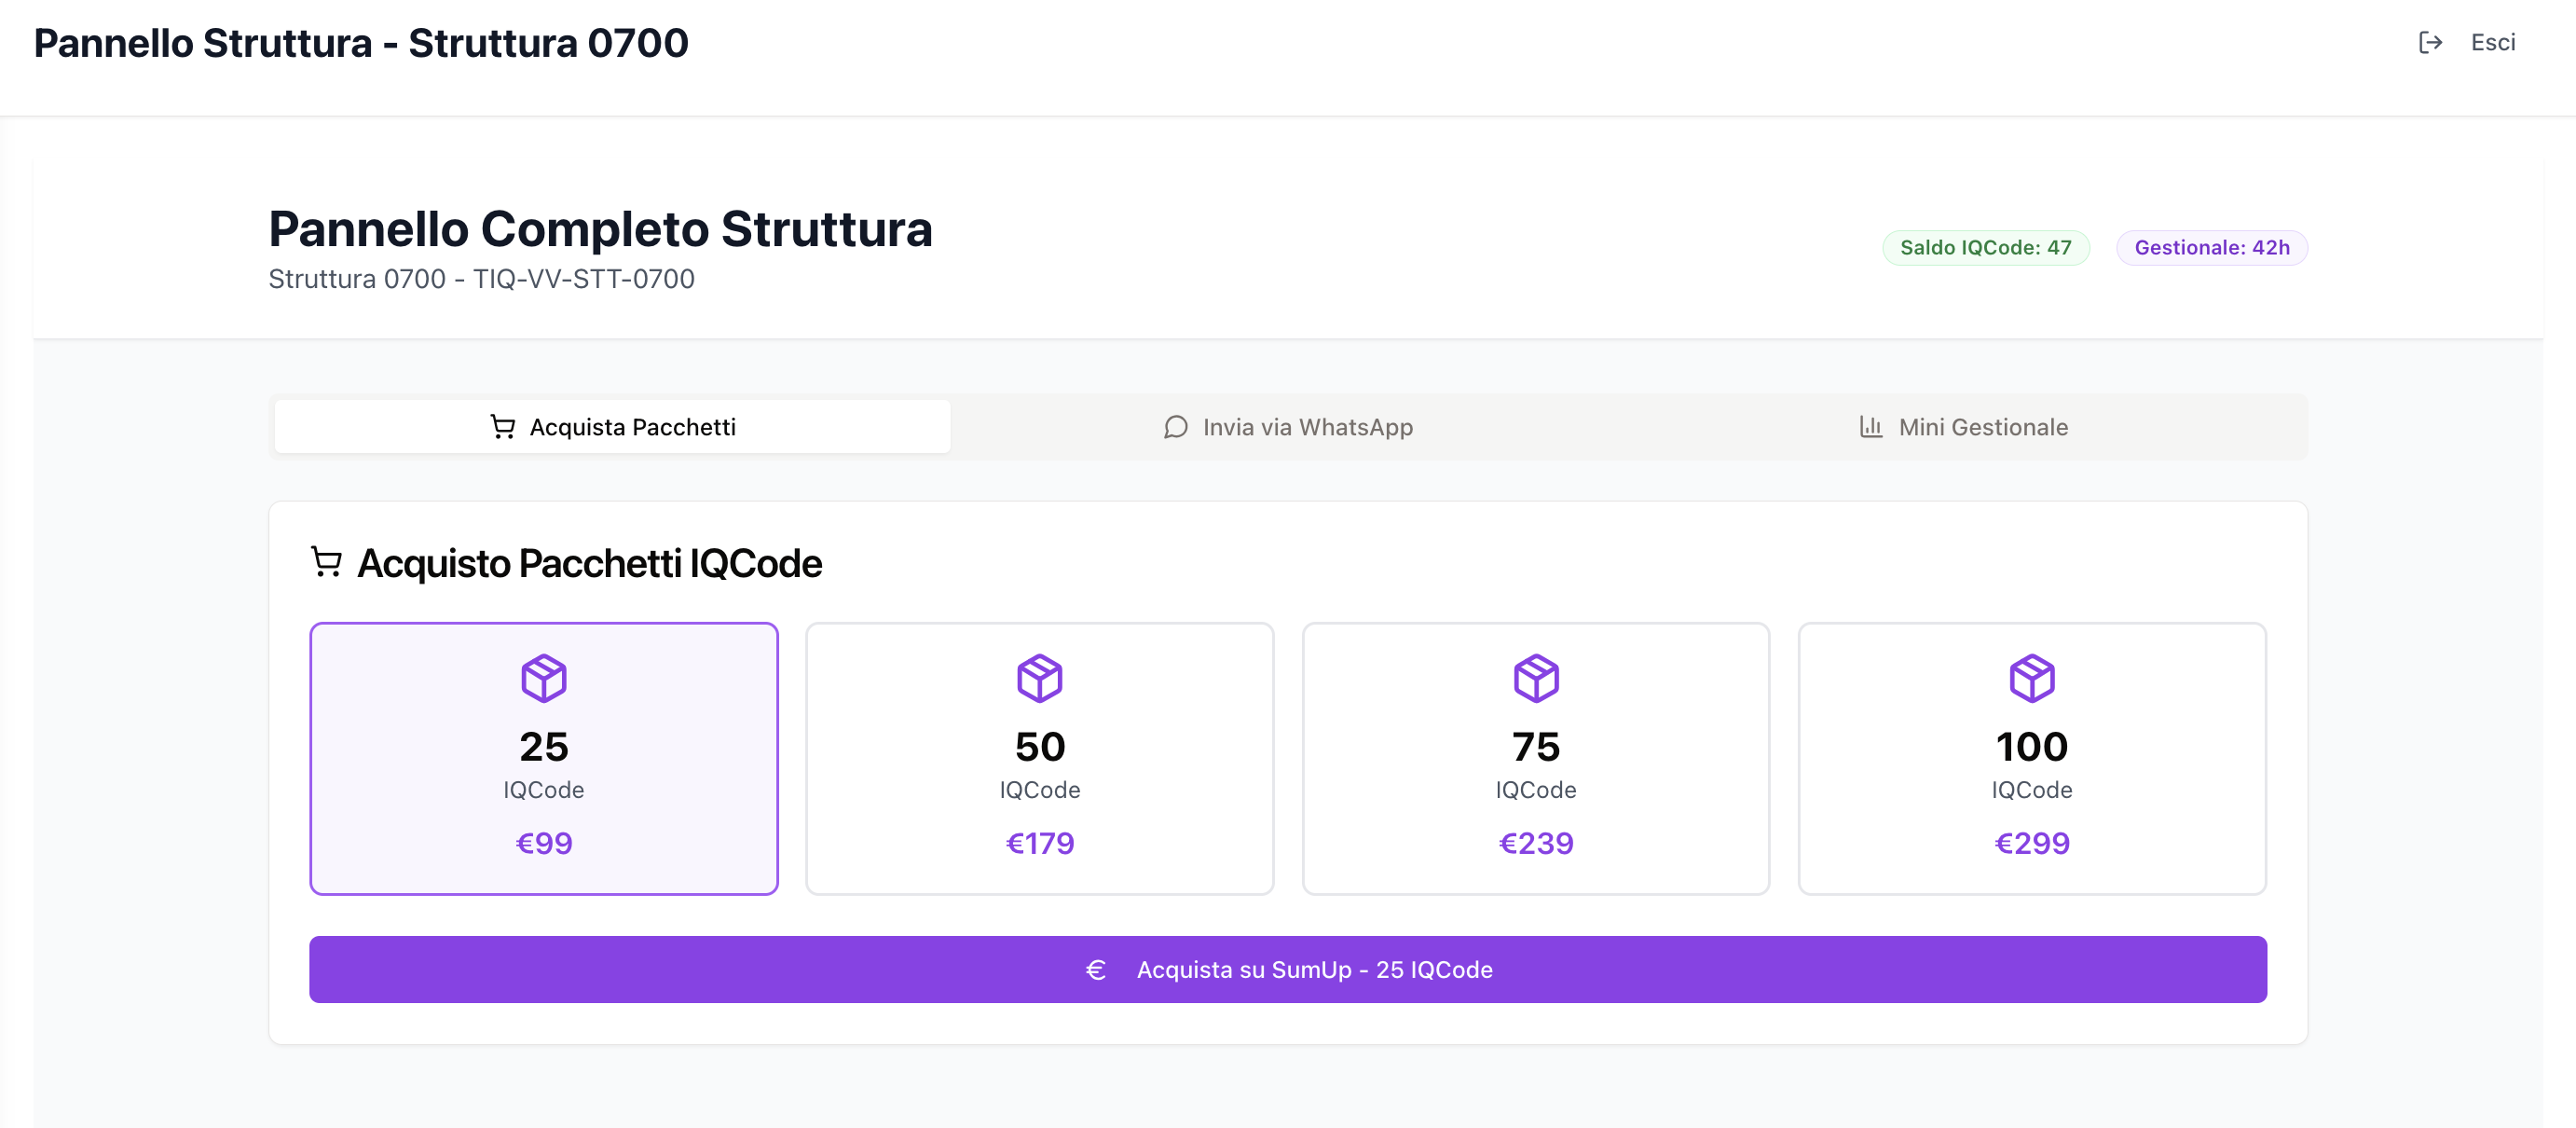 Pannello Struttura - Struttura 0700
Esci
Pannello Completo Struttura
Struttura 0700 - TIQ-VV-STT-0700
Saldo IQCode: 47
Gestionale: 42h
Acquista Pacchetti
Invia via WhatsApp
Mini Gestionale
Acquisto Pacchetti IQCode
25
IQCode
€99
50
IQCode
€179
75
IQCode
€239
100
IQCode
€299
€ Acquista su SumUp - 25 IQCode